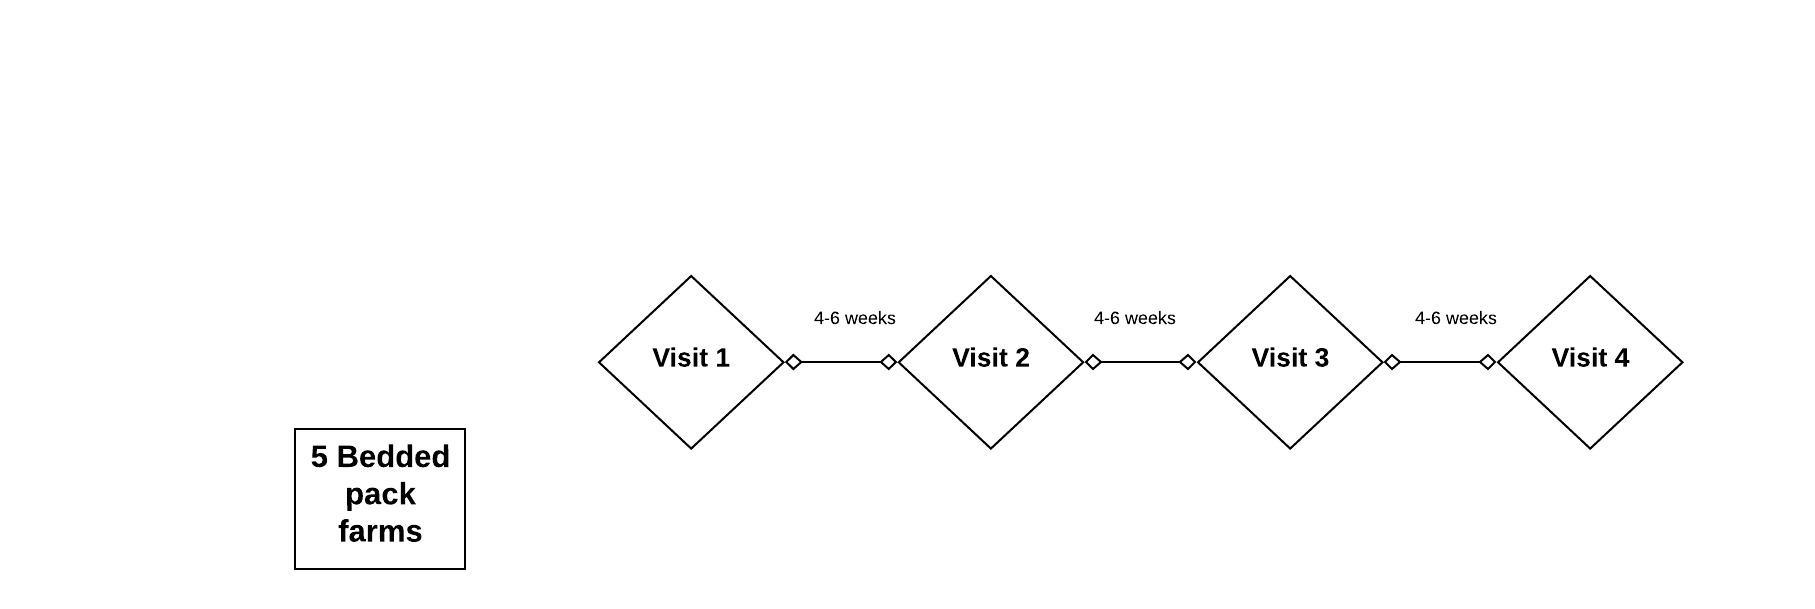 4-6 weeks
4-6 weeks
4-6 weeks
Visit 1
Visit 2
Visit 3
Visit 4
5 Bedded
pack
farms